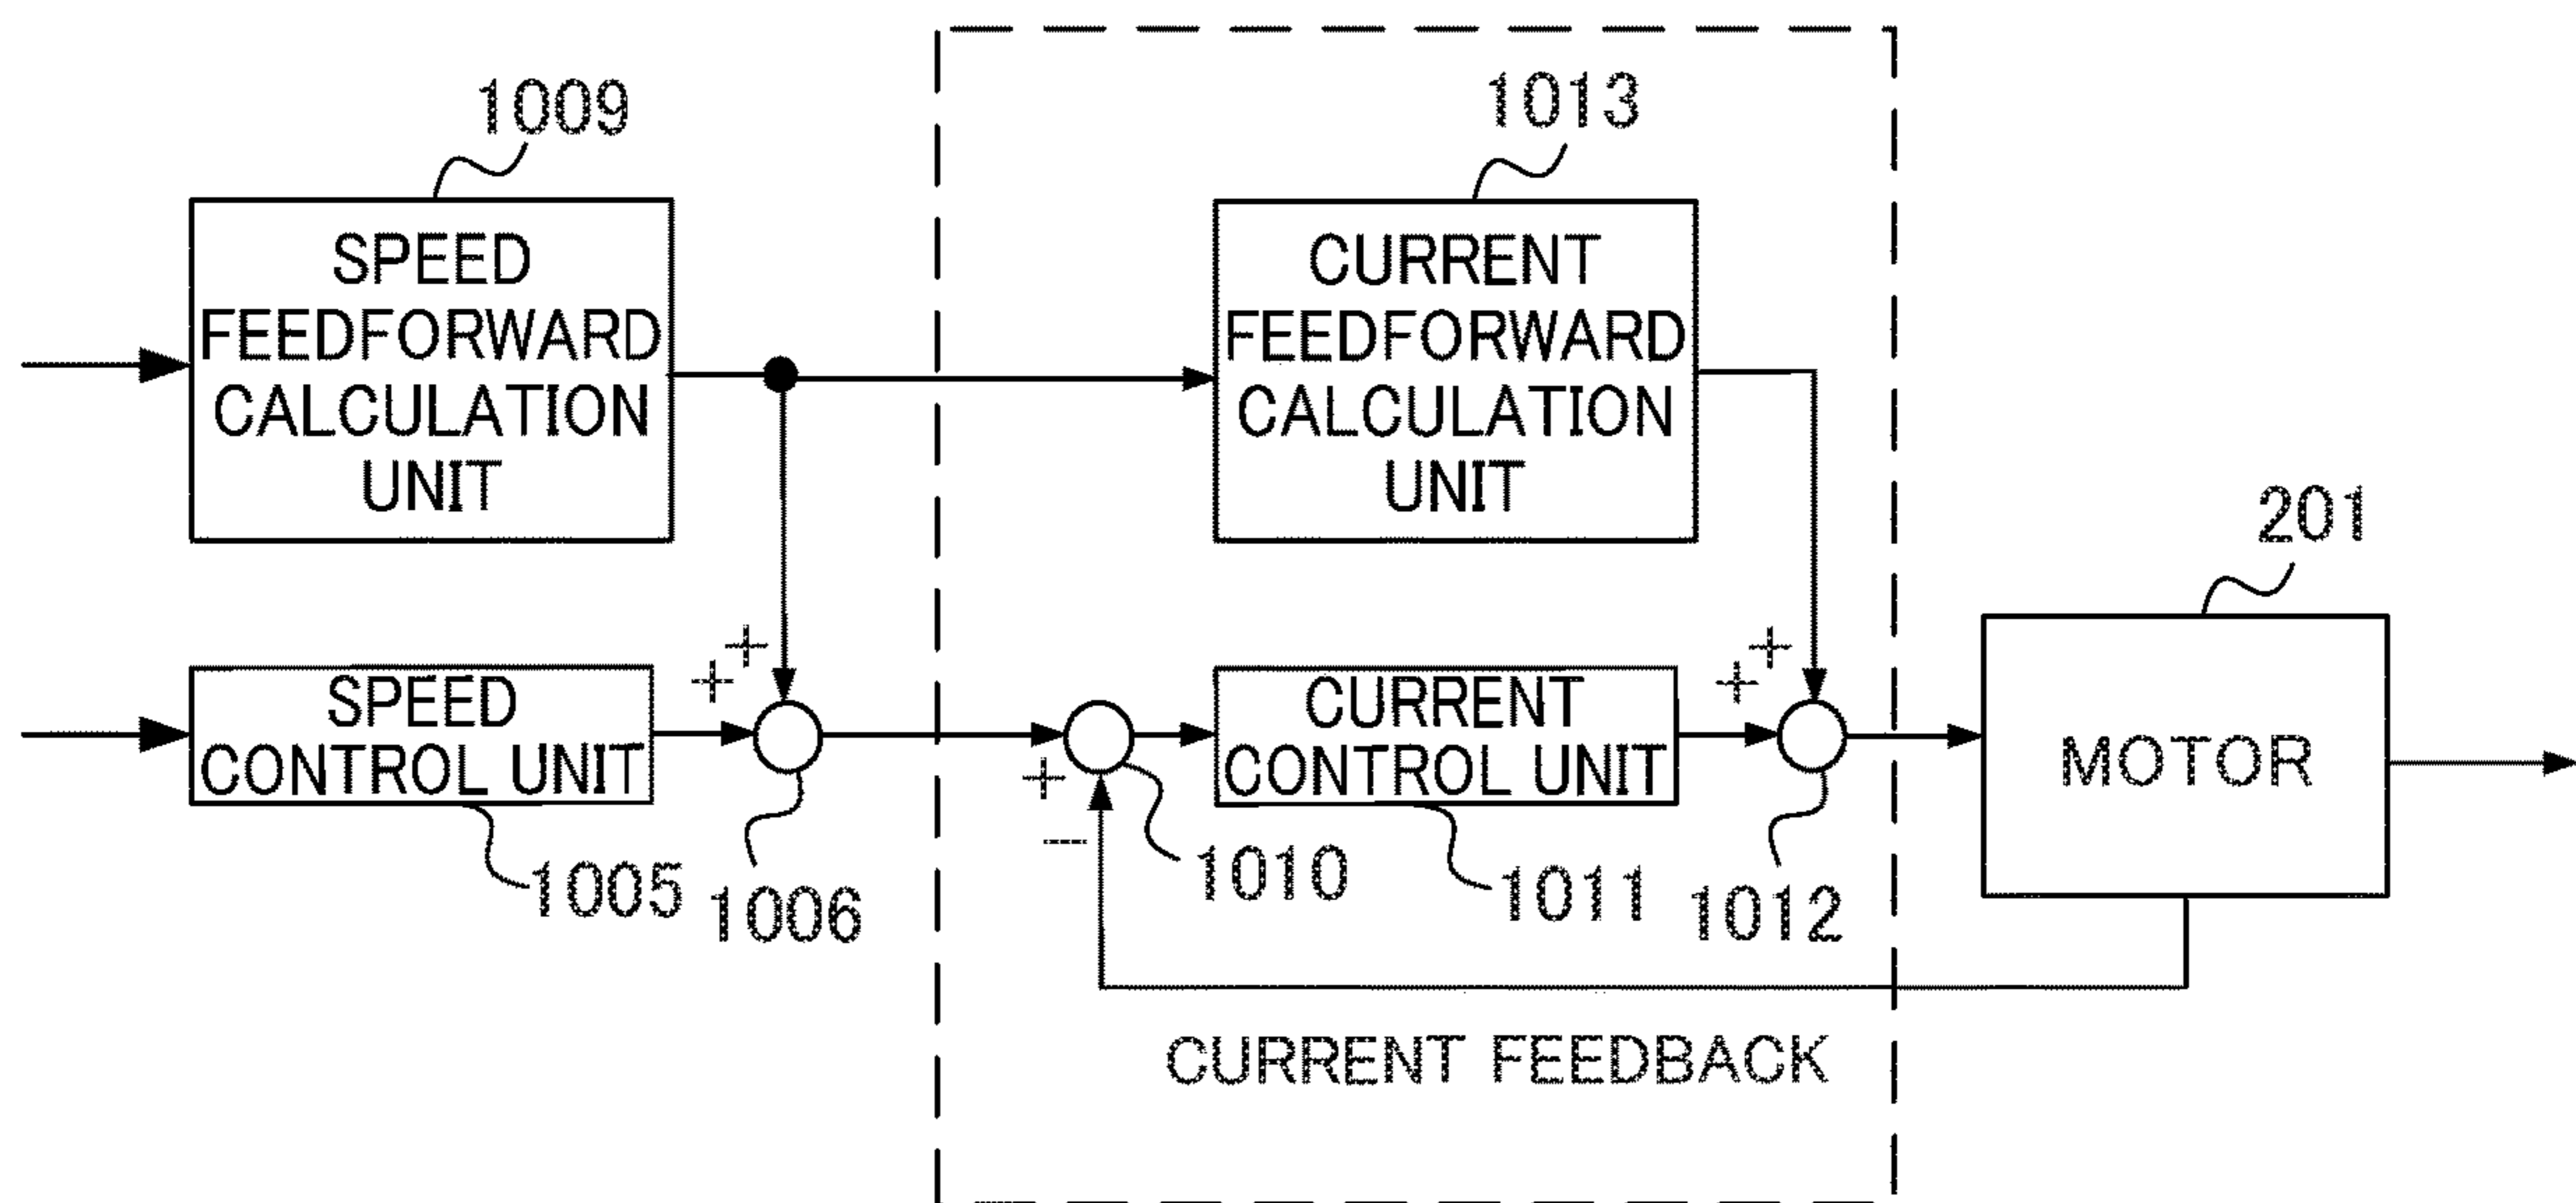 1009
1013
SPEED
FEEDFORWARD
CALCULATION
UNIT
CURRENT
FEEDFORWARD
CALCULATION
UNIT
201
+ +
+ +
SPEED
CONTROL UNIT
CURRENT
CONTROL UNIT
MOTOR
+
−
1005
1006
1010
1011
1012
CURRENT FEEDBACK